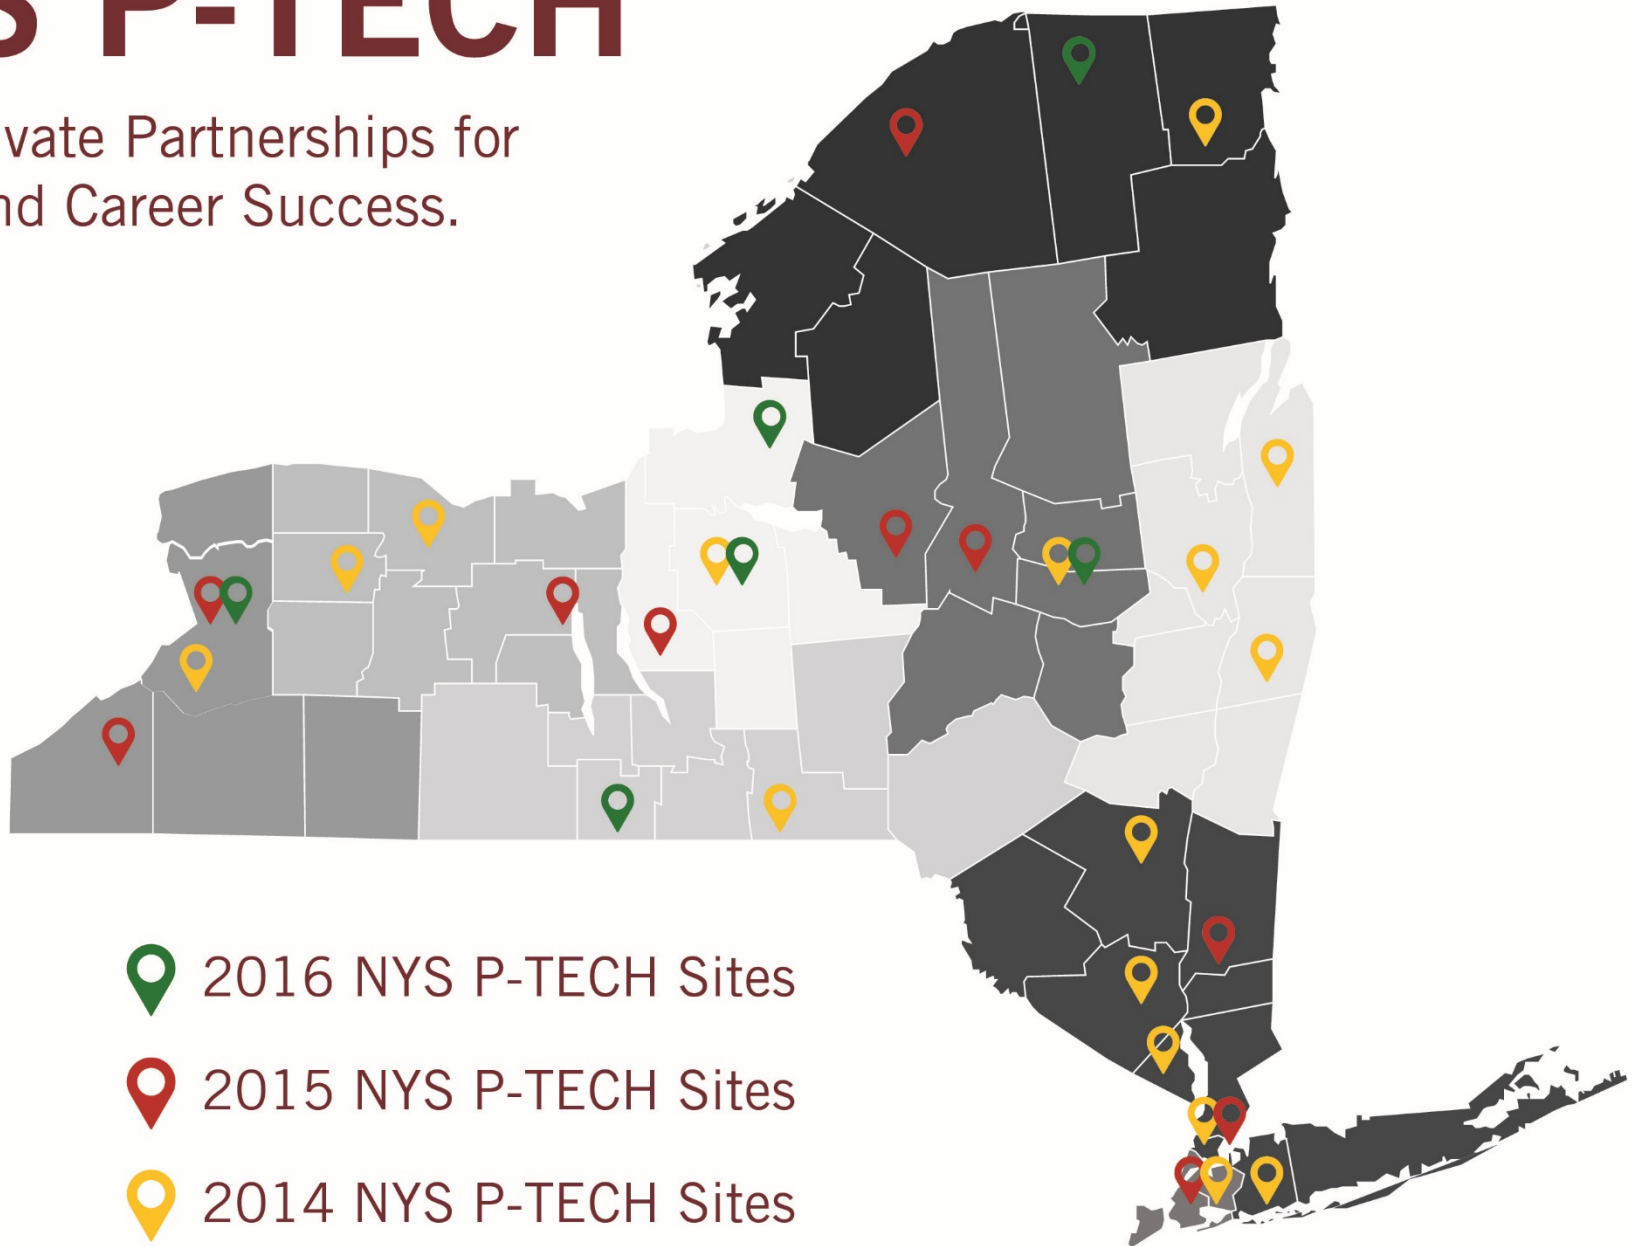 S P-TECH
vate Partnerships for
nd Career Success.
2016 NYS P-TECH Sites
2015 NYS P-TECH Sites
2014 NYS P-TECH Sites